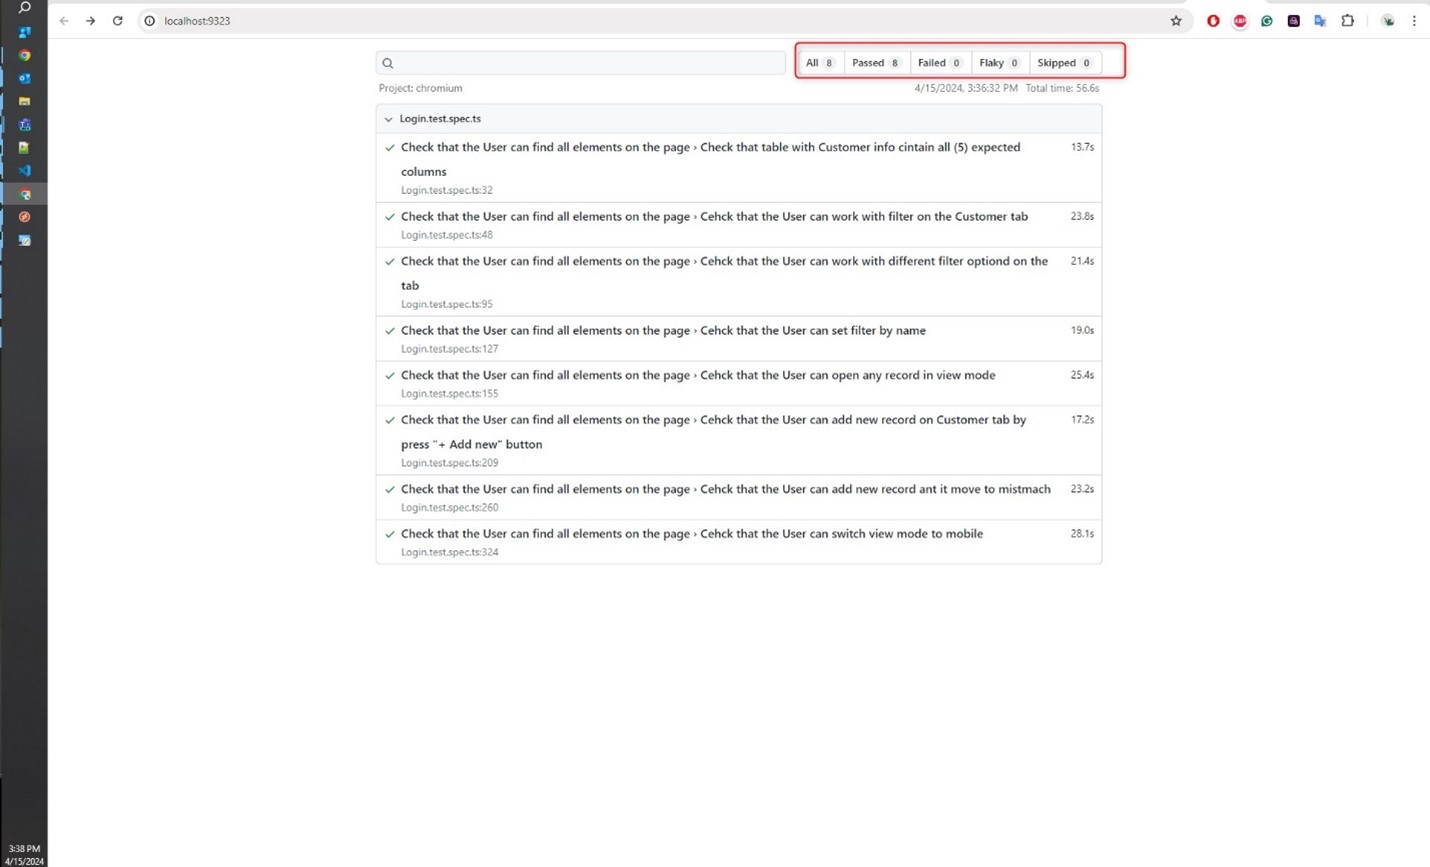 localhost:9323
All 8 Passed 8 Failed 0 Flaky 0 Skipped 0
Project: chromium 4/15/2024, 3:36:32 PM Total time: 56.6s
Login.test.spec.ts
Check that the User can find all elements on the page › Check that table with Customer info cintain all (5) expected 13.7s
columns
Login.test.spec.ts:32
Check that the User can find all elements on the page › Cehck that the User can work with filter on the Customer tab 23.8s
Login.test.spec.ts:48
Check that the User can find all elements on the page › Cehck that the User can work with different filter optiond on the 21.4s
tab
Login.test.spec.ts:95
Check that the User can find all elements on the page › Cehck that the User can set filter by name 19.0s
Login.test.spec.ts:127
Check that the User can find all elements on the page › Cehck that the User can open any record in view mode 25.4s
Login.test.spec.ts:155
Check that the User can find all elements on the page › Cehck that the User can add new record on Customer tab by 17.2s
press "+ Add new" button
Login.test.spec.ts:209
Check that the User can find all elements on the page › Cehck that the User can add new record ant it move to mistmach 23.2s
Login.test.spec.ts:260
Check that the User can find all elements on the page › Cehck that the User can switch view mode to mobile 28.1s
Login.test.spec.ts:324
3:38 PM
4/15/2024